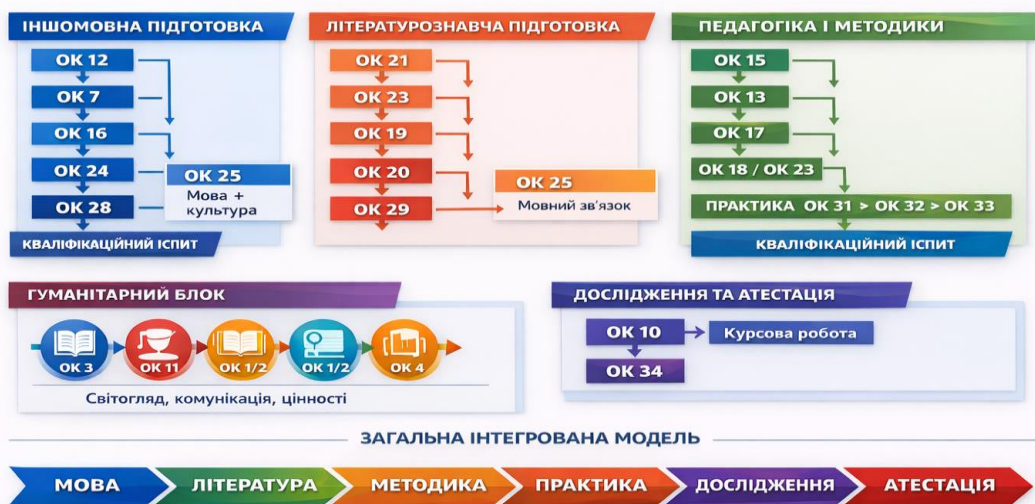 ІНШОМОВНА ПІДГОТОВКА
ОК 12
ОК 7
ОК 16
ОК 24
ОК 28
ОК 25
Мова +
культура
КВАЛІФІКАЦІЙНИЙ ІСПИТ
ЛІТЕРАТУРОЗНАВЧА ПІДГОТОВКА
ОК 21
ОК 23
ОК 19
ОК 20
ОК 29
ОК 25
Мовний зв'язок
ПЕДАГОГІКА І МЕТОДИКИ
ОК 15
ОК 13
ОК 17
ОК 18 / ОК 23
ПРАКТИКА ОК 31 > ОК 32 > ОК 33
КВАЛІФІКАЦІЙНИЙ ІСПИТ
ГУМАНІТАРНИЙ БЛОК
ОК 3
ОК 11
ОК 1/2
ОК 1/2
ОК 4
Світогляд, комунікація, цінності
ДОСЛІДЖЕННЯ ТА АТЕСТАЦІЯ
ОК 10
Курсова робота
ОК 34
ЗАГАЛЬНА ІНТЕГРОВАНА МОДЕЛЬ
МОВА
ЛІТЕРАТУРА
МЕТОДИКА
ПРАКТИКА
ДОСЛІДЖЕННЯ
АТЕСТАЦІЯ